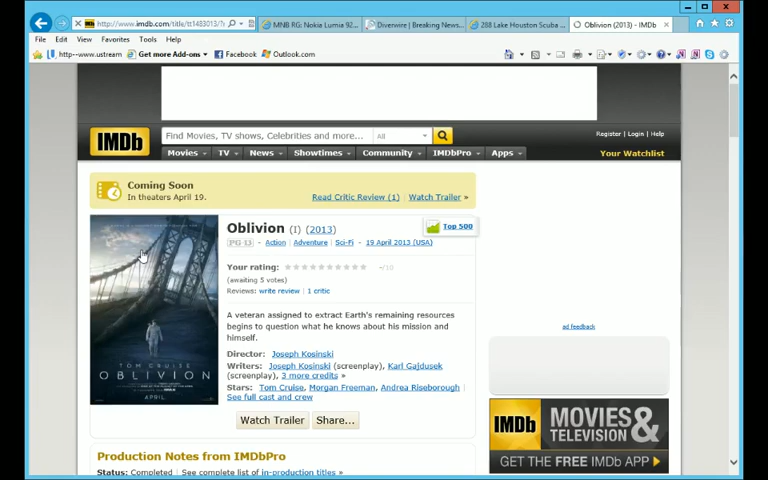 http://www.imdb.com/title/tt1483013/?
MNB RG: Nokia Lumia 92...
Diverwire | Breaking News...
288 Lake Houston Scuba ...
Oblivion (2013) - IMDb
File Edit View Favorites Tools Help
http--www.ustream
Get more Add-ons
Facebook
Outlook.com
IMDb
Find Movies, TV shows, Celebrities and more...
All
Register | Login | Help
Movies TV News Showtimes Community IMDbPro Apps
Your Watchlist
Coming Soon
In theaters April 19.
Read Critic Review (1)
Watch Trailer »
Oblivion (I) (2013)
Top 500
PG-13 - Action | Adventure | Sci-Fi - 19 April 2013 (USA)
Your rating: -/10
(awaiting 5 votes)
Reviews: write review | 1 critic
A veteran assigned to extract Earth's remaining resources
begins to question what he knows about his mission and
himself.
Director: Joseph Kosinski
Writers: Joseph Kosinski (screenplay), Karl Gajdusek
(screenplay), 3 more credits »
Stars: Tom Cruise, Morgan Freeman, Andrea Riseborough
See full cast and crew
Watch Trailer
Share...
TOM CRUISE
OBLIVION
APRIL
ad feedback
IMDb
MOVIES &
TELEVISION
GET THE FREE IMDb APP
Production Notes from IMDbPro
Status: Completed | See complete list of in-production titles »